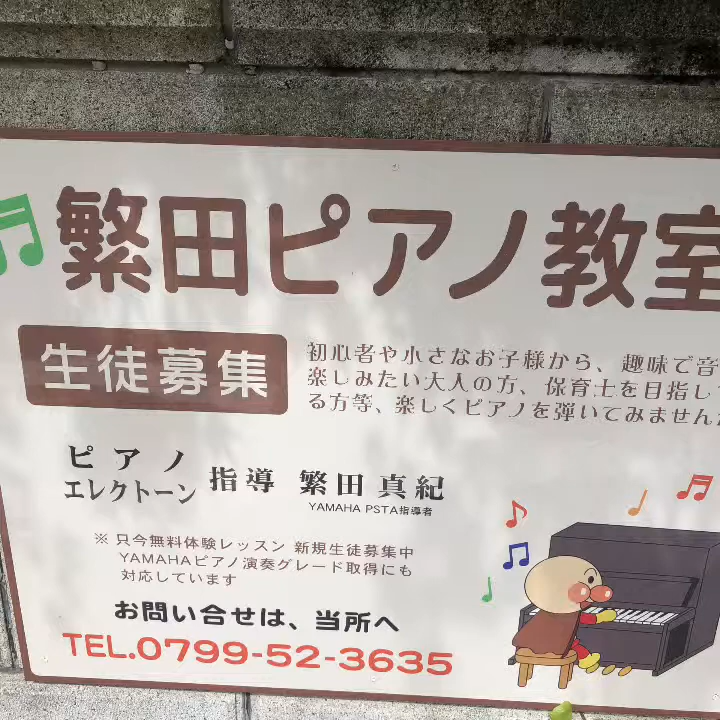 繁田ピアノ教室
生徒募集
初心者や小さなお子様から、趣味で音
楽しみたい大人の方、保育士を目指し
る方等、楽しくピアノを弾いてみません
ピアノ
エレクトーン
指導 繁田 真紀
YAMAHA PSTA指導者
※ 只今無料体験レッスン 新規生徒募集中
YAMAHAピアノ演奏グレード取得にも
対応しています
お問い合せは、当所へ
TEL.0799-52-3635